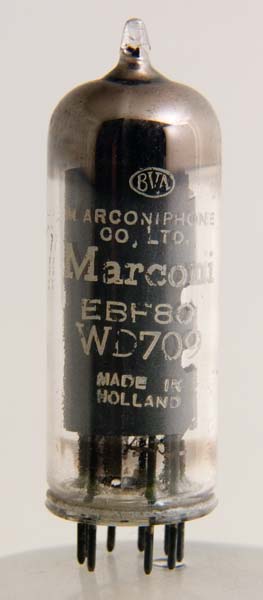 BVA
MARCONIPHONE
CO, LTD.
Marconi
EBF80
WD709
MADE IN
HOLLAND